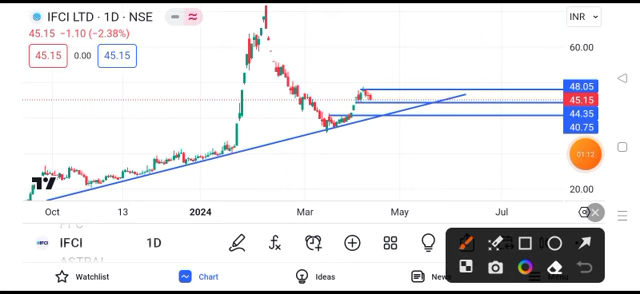 IFCI LTD · 1D · NSE
INR
45.15 −1.10 (−2.38%)
45.15 0.00 45.15
60.00
48.05
45.15
44.35
40.75
01:12
20.00
Oct 13 2024 Mar May Jul
IFCI 1D
Watchlist Chart Ideas News